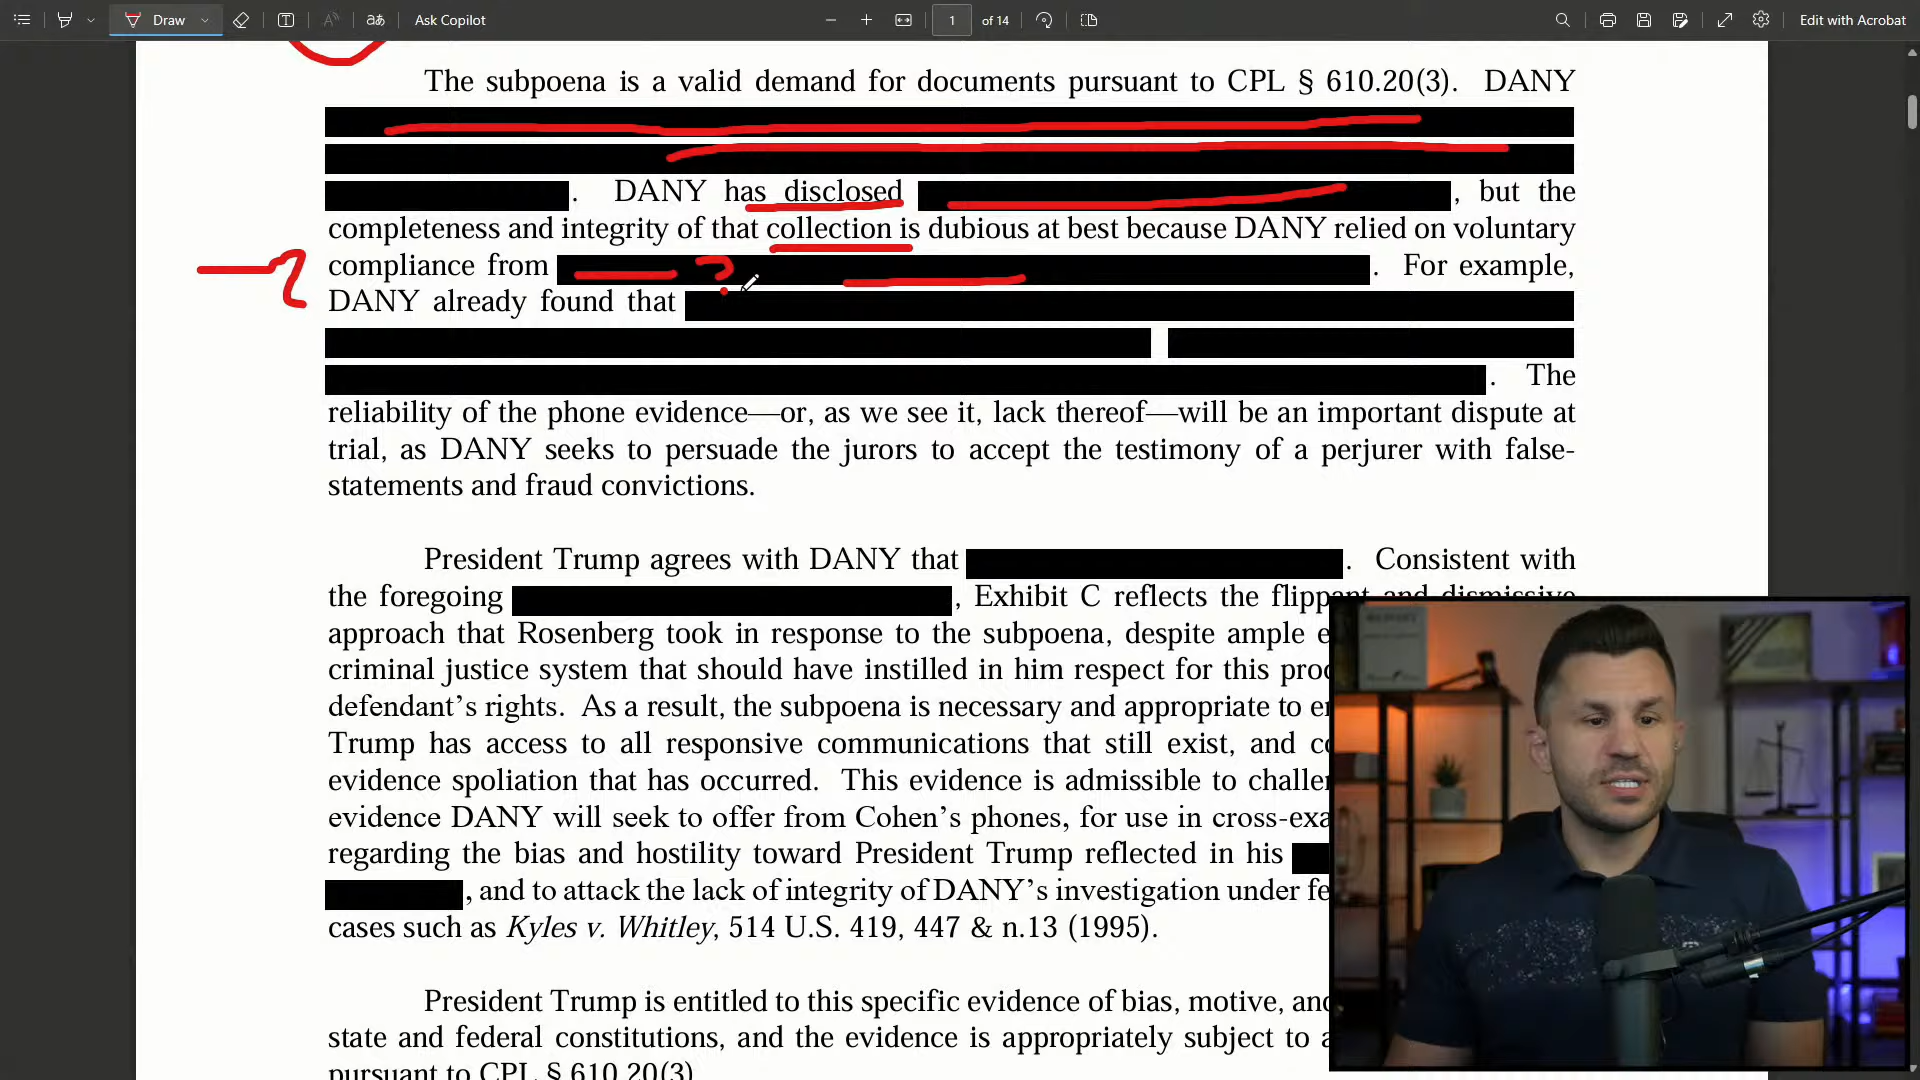 Draw
Ask Copilot
1 of 14
Edit with Acrobat
The subpoena is a valid demand for documents pursuant to CPL § 610.20(3). DANY
. DANY has disclosed , but the
completeness and integrity of that collection is dubious at best because DANY relied on voluntary
compliance from . For example,
DANY already found that
. The
reliability of the phone evidence—or, as we see it, lack thereof—will be an important dispute at
trial, as DANY seeks to persuade the jurors to accept the testimony of a perjurer with false-
statements and fraud convictions.
President Trump agrees with DANY that . Consistent with
the foregoing , Exhibit C reflects the flippant and dismissive
approach that Rosenberg took in response to the subpoena, despite ample e
criminal justice system that should have instilled in him respect for this pro
defendant's rights. As a result, the subpoena is necessary and appropriate to e
Trump has access to all responsive communications that still exist, and c
evidence spoliation that has occurred. This evidence is admissible to challe
evidence DANY will seek to offer from Cohen's phones, for use in cross-exa
regarding the bias and hostility toward President Trump reflected in his
, and to attack the lack of integrity of DANY's investigation under fe
cases such as Kyles v. Whitley, 514 U.S. 419, 447 & n.13 (1995).
President Trump is entitled to this specific evidence of bias, motive, and
state and federal constitutions, and the evidence is appropriately subject to a
pursuant to CPL § 610.20(3)